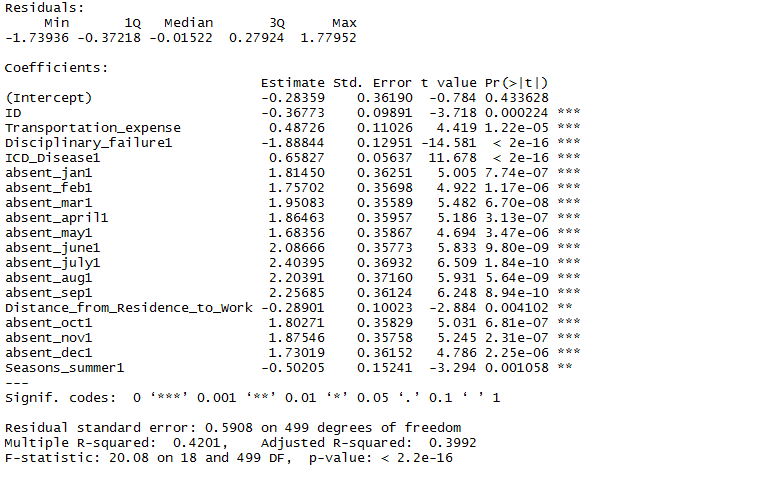 Residuals:
     Min       1Q   Median       3Q      Max
-1.73936 -0.37218 -0.01522  0.27924  1.77952

Coefficients:
                                Estimate Std. Error t value Pr(>|t|)
(Intercept)                     -0.28359    0.36190  -0.784 0.433628
ID                              -0.36773    0.09891  -3.718 0.000224 ***
Transportation_expense           0.48726    0.11026   4.419 1.22e-05 ***
Disciplinary_failure1           -1.88844    0.12951 -14.581  < 2e-16 ***
ICD_Disease1                     0.65827    0.05637  11.678  < 2e-16 ***
absent_jan1                      1.81450    0.36251   5.005 7.74e-07 ***
absent_feb1                      1.75702    0.35698   4.922 1.17e-06 ***
absent_mar1                      1.95083    0.35589   5.482 6.70e-08 ***
absent_april1                    1.86463    0.35957   5.186 3.13e-07 ***
absent_may1                      1.68356    0.35867   4.694 3.47e-06 ***
absent_june1                     2.08666    0.35773   5.833 9.80e-09 ***
absent_july1                     2.40395    0.36932   6.509 1.84e-10 ***
absent_aug1                      2.20391    0.37160   5.931 5.64e-09 ***
absent_sep1                      2.25685    0.36124   6.248 8.94e-10 ***
Distance_from_Residence_to_Work -0.28901    0.10023  -2.884 0.004102 **
absent_oct1                      1.80271    0.35829   5.031 6.81e-07 ***
absent_nov1                      1.87546    0.35758   5.245 2.31e-07 ***
absent_dec1                      1.73019    0.36152   4.786 2.25e-06 ***
Seasons_summer1                 -0.50205    0.15241  -3.294 0.001058 **
---
Signif. codes:  0 ‘***’ 0.001 ‘**’ 0.01 ‘*’ 0.05 ‘.’ 0.1 ‘ ’ 1

Residual standard error: 0.5908 on 499 degrees of freedom
Multiple R-squared:  0.4201,    Adjusted R-squared:  0.3992
F-statistic: 20.08 on 18 and 499 DF,  p-value: < 2.2e-16